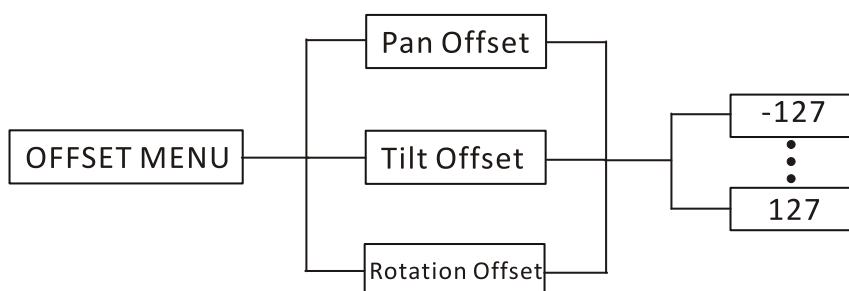 OFFSET MENU
Pan Offset
Tilt Offset
Rotation Offset
-127
127